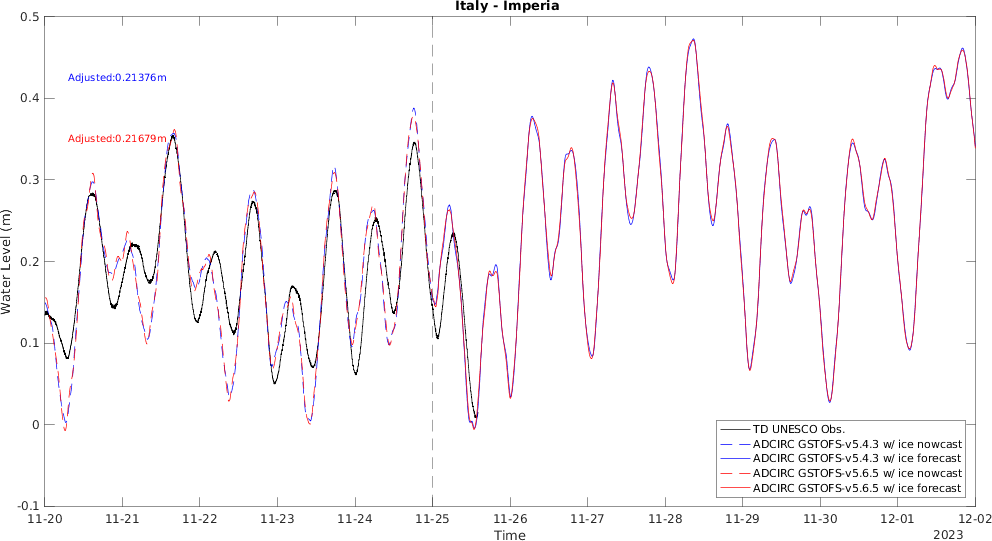 Italy - Imperia
0.5
0.4
0.3
0.2
0.1
0
-0.1
Water Level (m)
Adjusted:0.21376m
Adjusted:0.21679m
TD UNESCO Obs.
ADCIRC GSTOFS-v5.4.3 w/ ice nowcast
ADCIRC GSTOFS-v5.4.3 w/ ice forecast
ADCIRC GSTOFS-v5.6.5 w/ ice nowcast
ADCIRC GSTOFS-v5.6.5 w/ ice forecast
11-20 11-21 11-22 11-23 11-24 11-25 11-26 11-27 11-28 11-29 11-30 12-01 12-02
Time
2023